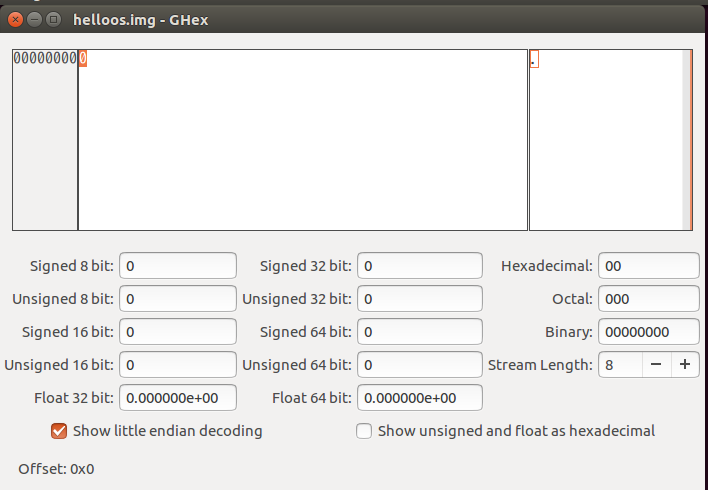 helloos.img - GHex
00000000 0 .
Signed 8 bit: 0 Signed 32 bit: 0 Hexadecimal: 00
Unsigned 8 bit: 0 Unsigned 32 bit: 0 Octal: 000
Signed 16 bit: 0 Signed 64 bit: 0 Binary: 00000000
Unsigned 16 bit: 0 Unsigned 64 bit: 0 Stream Length: 8 − +
Float 32 bit: 0.000000e+00 Float 64 bit: 0.000000e+00
Show little endian decoding Show unsigned and float as hexadecimal
Offset: 0x0